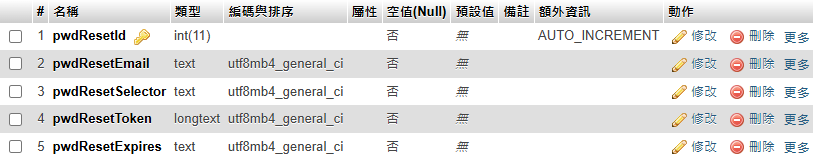 # 名稱 類型 編碼與排序 屬性 空值(Null) 預設值 備註 額外資訊 動作
1 pwdResetId int(11) 否 無 AUTO_INCREMENT 修改 刪除 更多
2 pwdResetEmail text utf8mb4_general_ci 否 無 修改 刪除 更多
3 pwdResetSelector text utf8mb4_general_ci 否 無 修改 刪除 更多
4 pwdResetToken longtext utf8mb4_general_ci 否 無 修改 刪除 更多
5 pwdResetExpires text utf8mb4_general_ci 否 無 修改 刪除 更多